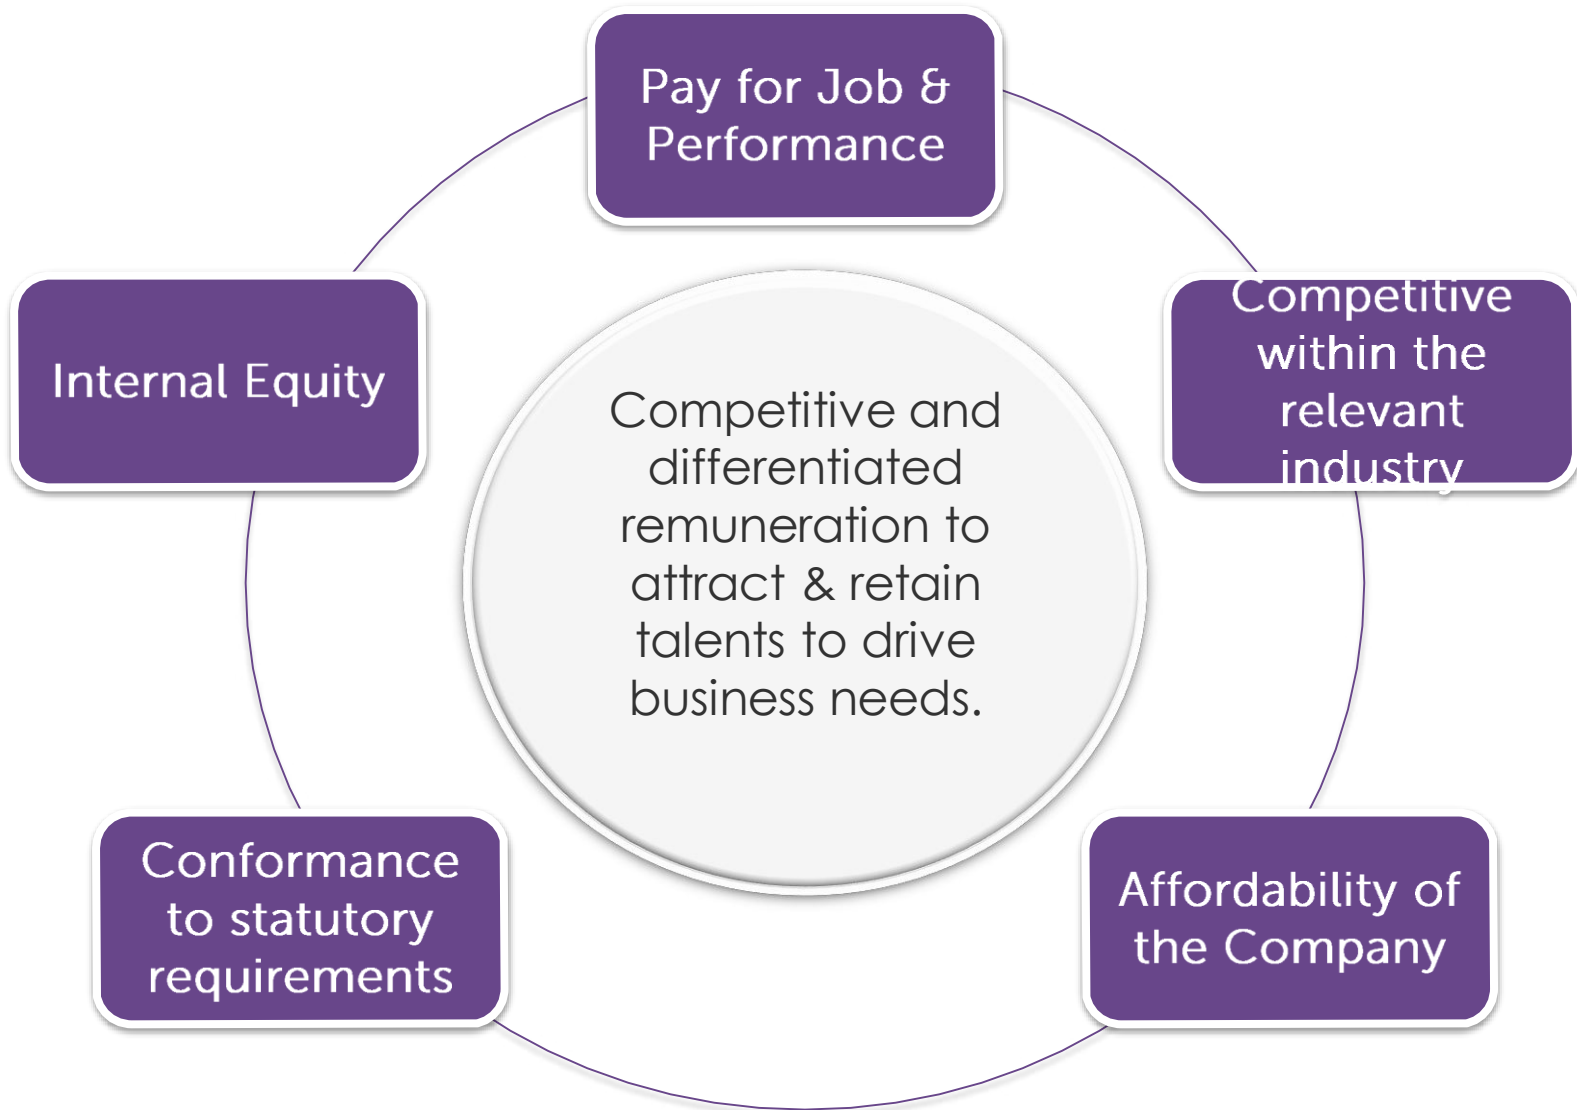 Pay for Job &
Performance
Competitive
within the
relevant
industry
Internal Equity
Competitive and
differentiated
remuneration to
attract & retain
talents to drive
business needs.
Conformance
to statutory
requirements
Affordability of
the Company